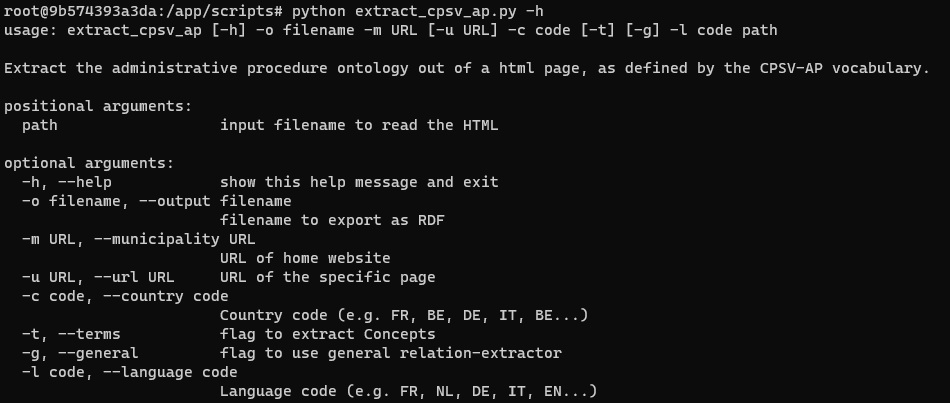 root@9b574393a3da:/app/scripts# python extract_cpsv_ap.py -h
usage: extract_cpsv_ap [-h] -o filename -m URL [-u URL] -c code [-t] [-g] -l code path
Extract the administrative procedure ontology out of a html page, as defined by the CPSV-AP vocabulary.
positional arguments:
path input filename to read the HTML
optional arguments:
-h, --help show this help message and exit
-o filename, --output filename
filename to export as RDF
-m URL, --municipality URL
URL of home website
-u URL, --url URL URL of the specific page
-c code, --country code
Country code (e.g. FR, BE, DE, IT, BE...)
-t, --terms flag to extract Concepts
-g, --general flag to use general relation-extractor
-l code, --language code
Language code (e.g. FR, NL, DE, IT, EN...)